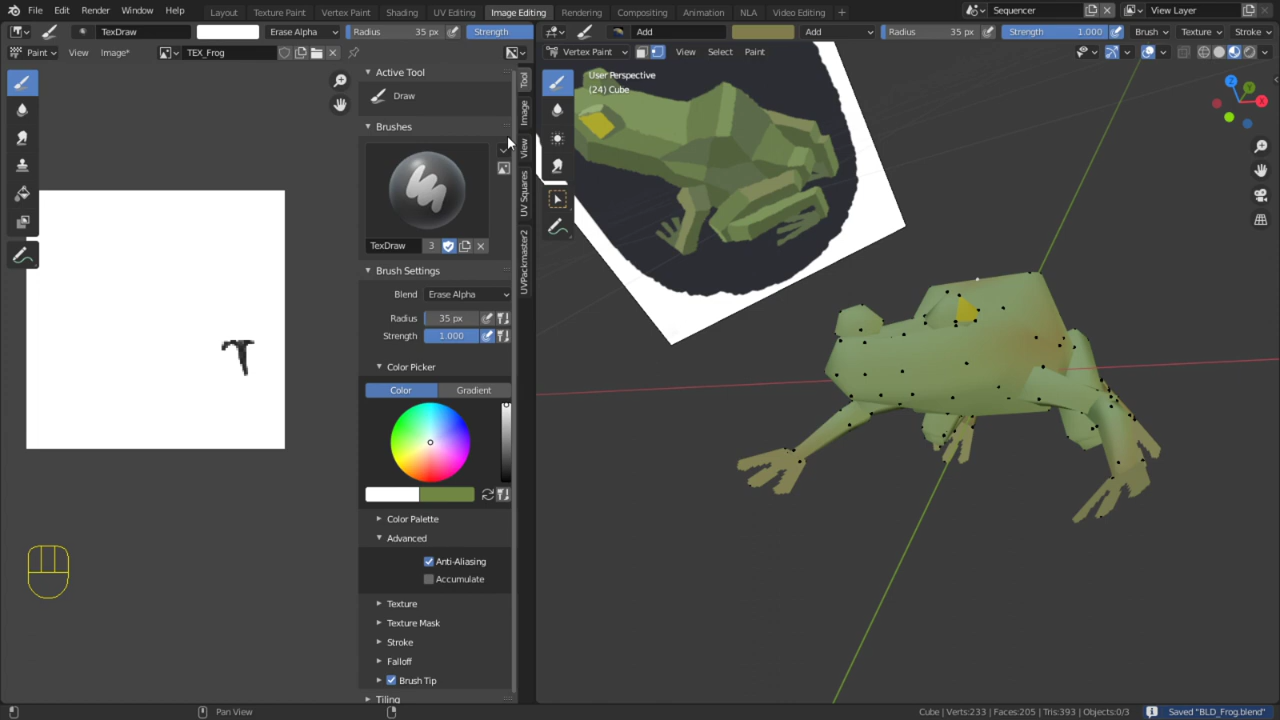 File Edit Render Window Help Layout Texture Paint Vertex Paint Shading UV Editing Image Editing Rendering Compositing Animation NLA Video Editing + Sequencer View Layer
TexDraw Erase Alpha Radius 35 px Strength Add Add Radius 35 px Strength 1.000 Brush Texture Stroke
Paint View Image* TEX_Frog Vertex Paint View Select Paint
Active Tool
Draw
Brushes
TexDraw 3
Brush Settings
Blend Erase Alpha
Radius 35 px
Strength 1.000
Color Picker
Color Gradient
Color Palette
Advanced
Anti-Aliasing
Accumulate
Texture
Texture Mask
Stroke
Falloff
Brush Tip
Tiling
Tool
Image
View
UV Squares
UVPackmaster2
User Perspective
(24) Cube
X
Y
Z
Pan View Cube | Verts:233 | Faces:205 | Tris:393 | Objects:0/3 Saved "BLD_Frog.blend"